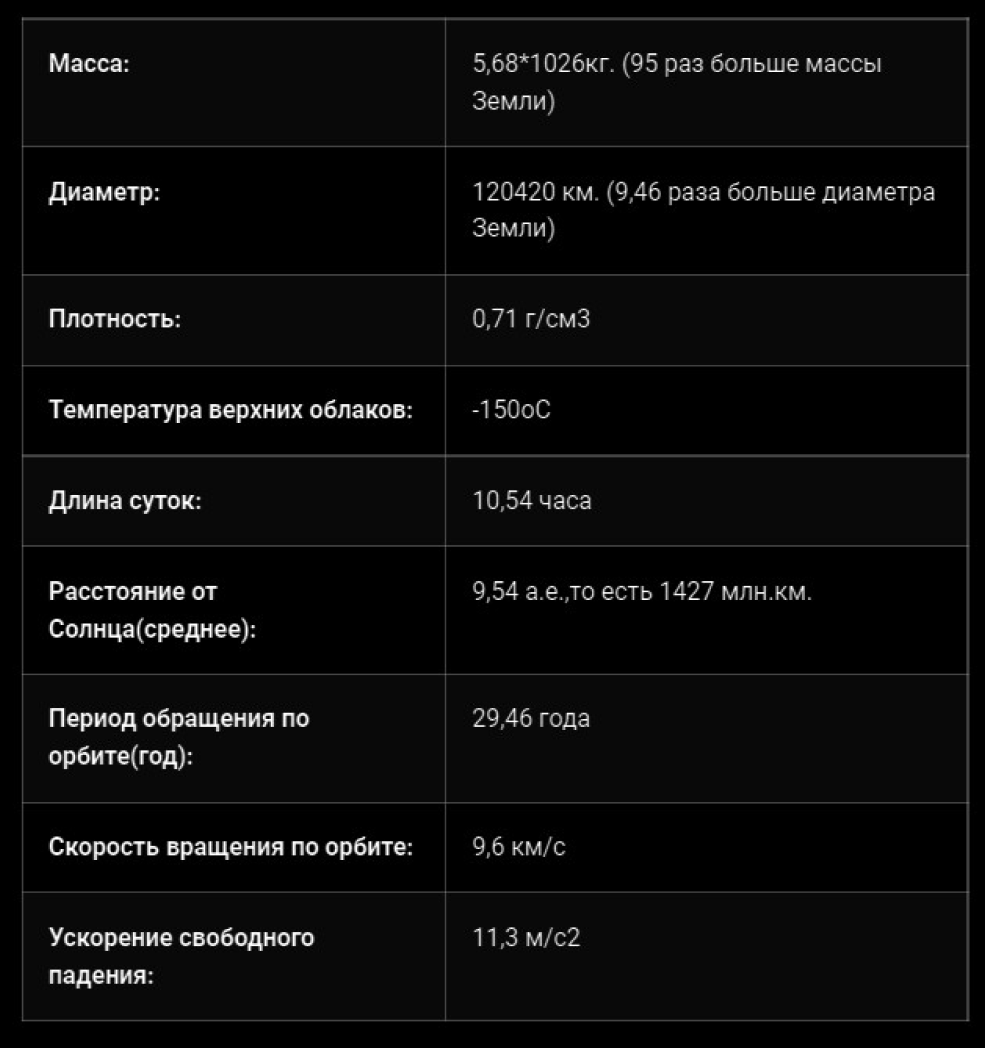 Масса:
5,68*1026кг. (95 раз больше массы
Земли)
Диаметр:
120420 км. (9,46 раза больше диаметра
Земли)
Плотность:
0,71 г/см3
Температура верхних облаков:
-150оС
Длина суток:
10,54 часа
Расстояние от
Солнца(среднее):
9,54 а.е.,то есть 1427 млн.км.
Период обращения по
орбите(год):
29,46 года
Скорость вращения по орбите:
9,6 км/с
Ускорение свободного
падения:
11,3 м/с2